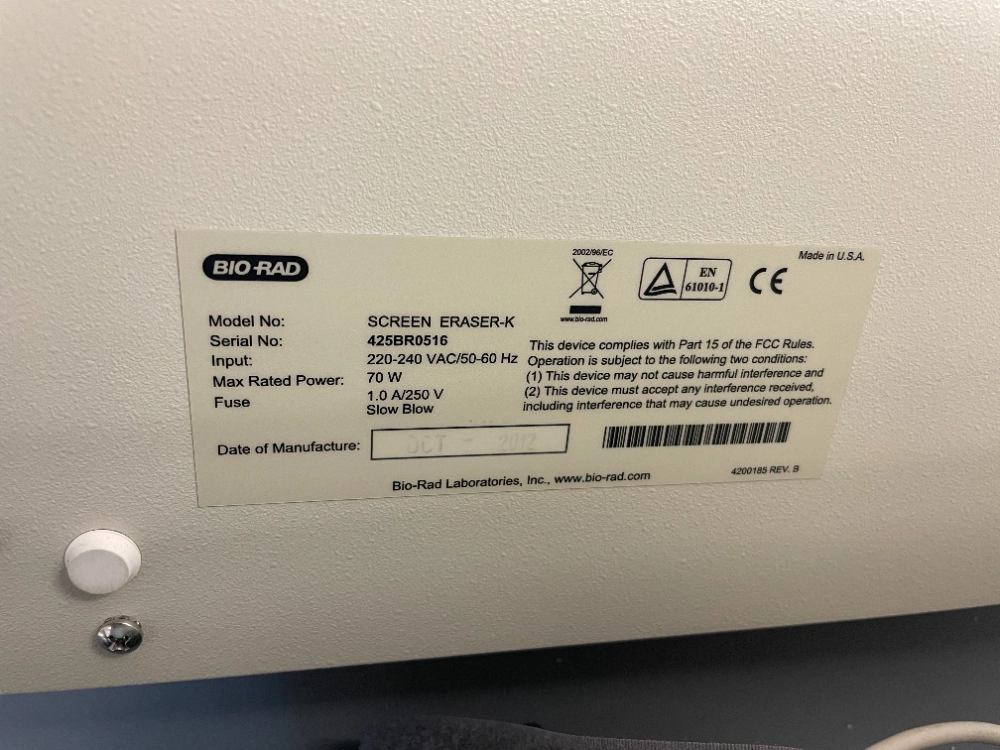 BIO-RAD
2002/96/EC
www.bio-rad.com
EN
61010-1
CE
Made in U.S.A.
Model No: SCREEN ERASER-K
Serial No: 425BR0516
Input: 220-240 VAC/50-60 Hz
Max Rated Power: 70 W
Fuse 1.0 A/250 V
Slow Blow
This device complies with Part 15 of the FCC Rules.
Operation is subject to the following two conditions:
(1) This device may not cause harmful interference and
(2) This device must accept any interference received,
including interference that may cause undesired operation.
Date of Manufacture: OCT - 2012
4200185 REV. B
Bio-Rad Laboratories, Inc., www.bio-rad.com